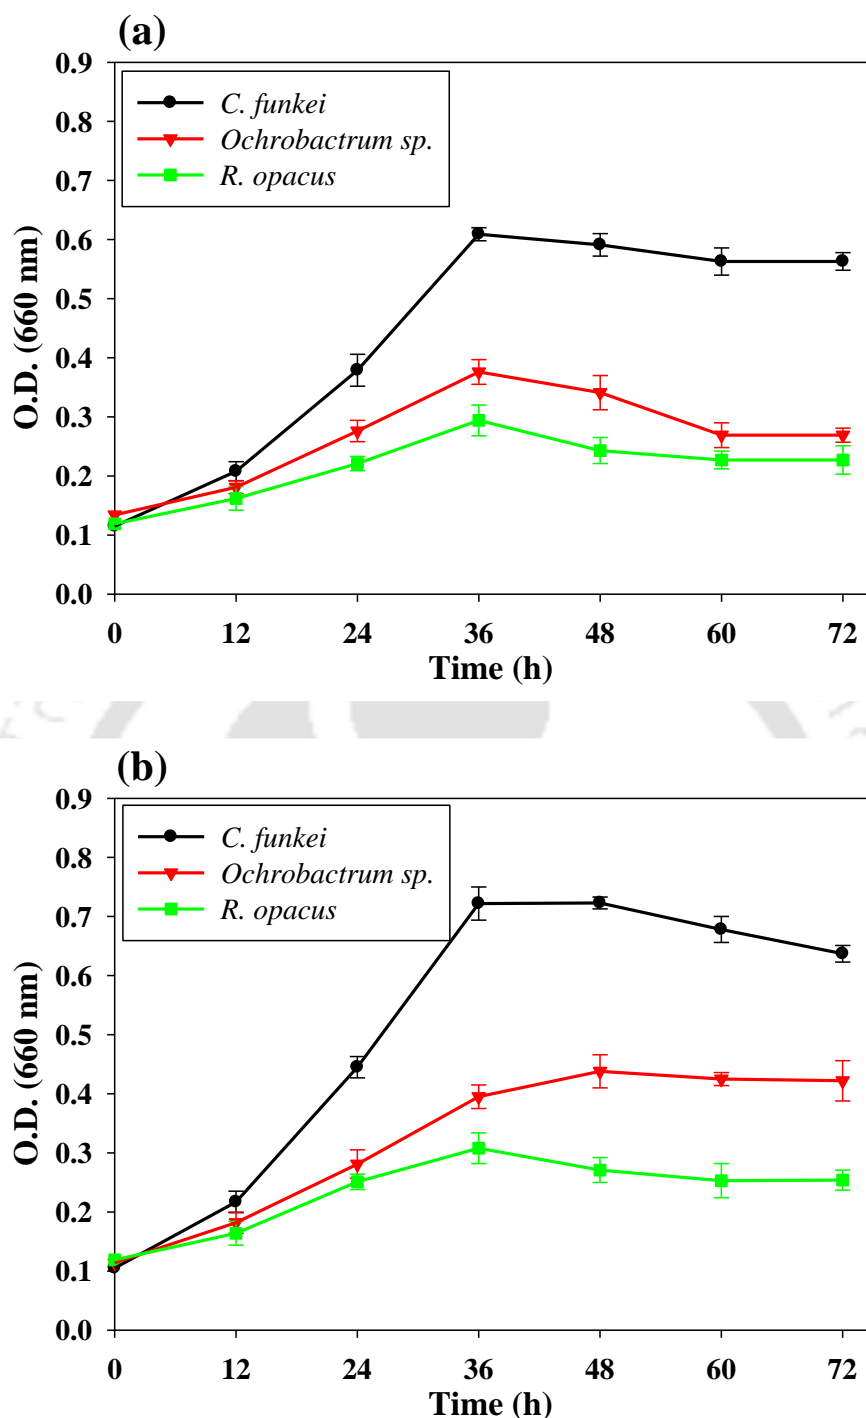 (a)
0.9
0.8
0.7
0.6
0.5
0.4
0.3
0.2
0.1
0.0
O.D. (660 nm)
C. funkei
Ochrobactrum sp.
R. opacus
0 12 24 36 48 60 72
Time (h)
(b)
0.9
0.8
0.7
0.6
0.5
0.4
0.3
0.2
0.1
0.0
O.D. (660 nm)
C. funkei
Ochrobactrum sp.
R. opacus
0 12 24 36 48 60 72
Time (h)